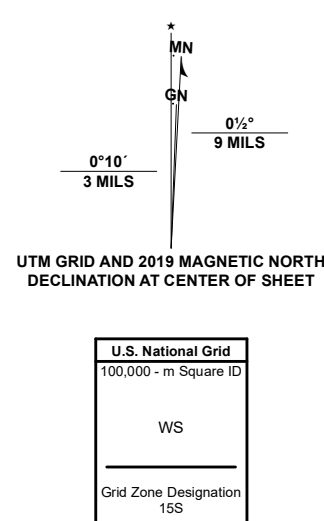 ★
MN
GN
0½°
9 MILS
0°10´
3 MILS
UTM GRID AND 2019 MAGNETIC NORTH
DECLINATION AT CENTER OF SHEET
U.S. National Grid
100,000 - m Square ID
WS
Grid Zone Designation
15S